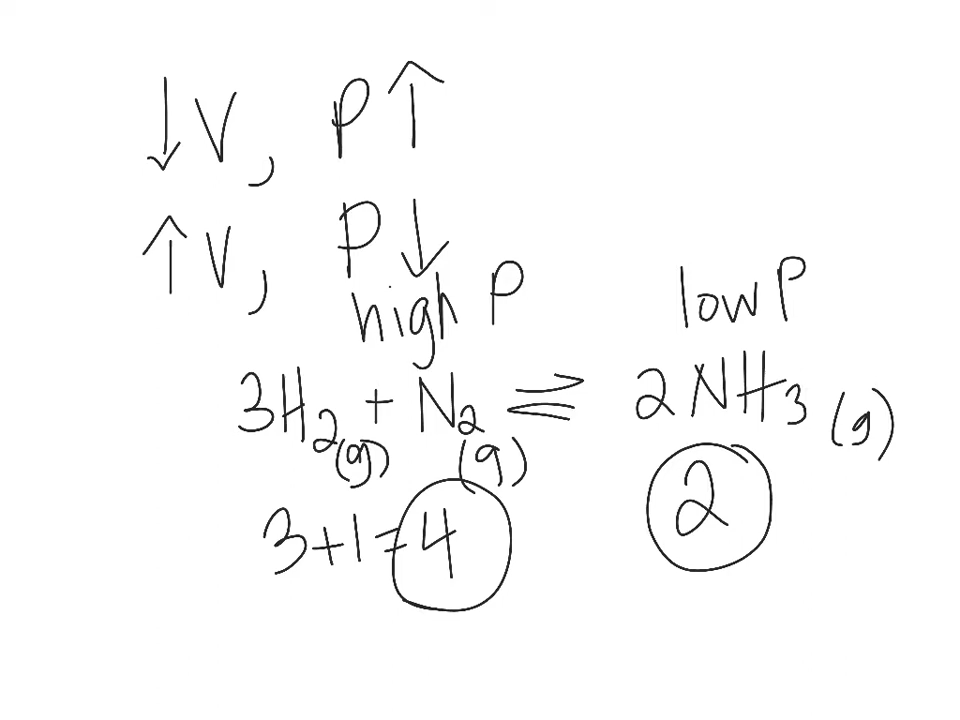 ↓V, P↑
↑V, P↓
high P low P
3H₂(g) + N₂(g) ⇌ 2NH₃(g)
3+1=4 2